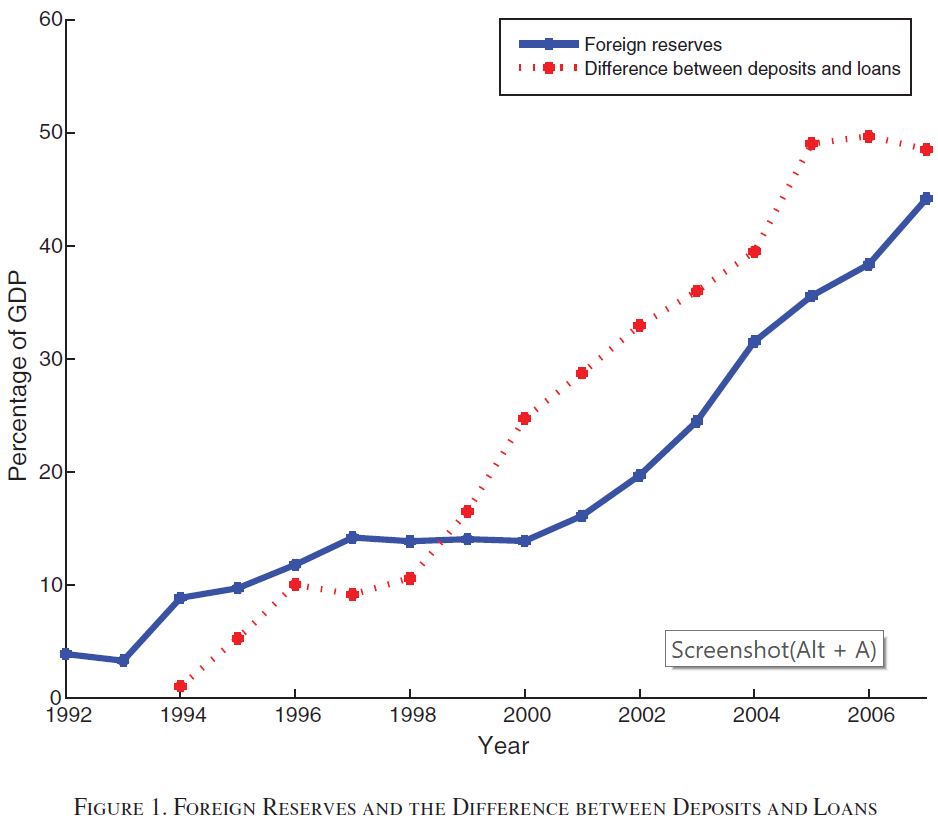 60
50
40
30
20
10
0
Percentage of GDP
Foreign reserves
Difference between deposits and loans
Screenshot(Alt + A)
1992 1994 1996 1998 2000 2002 2004 2006
Year
FIGURE 1. FOREIGN RESERVES AND THE DIFFERENCE BETWEEN DEPOSITS AND LOANS